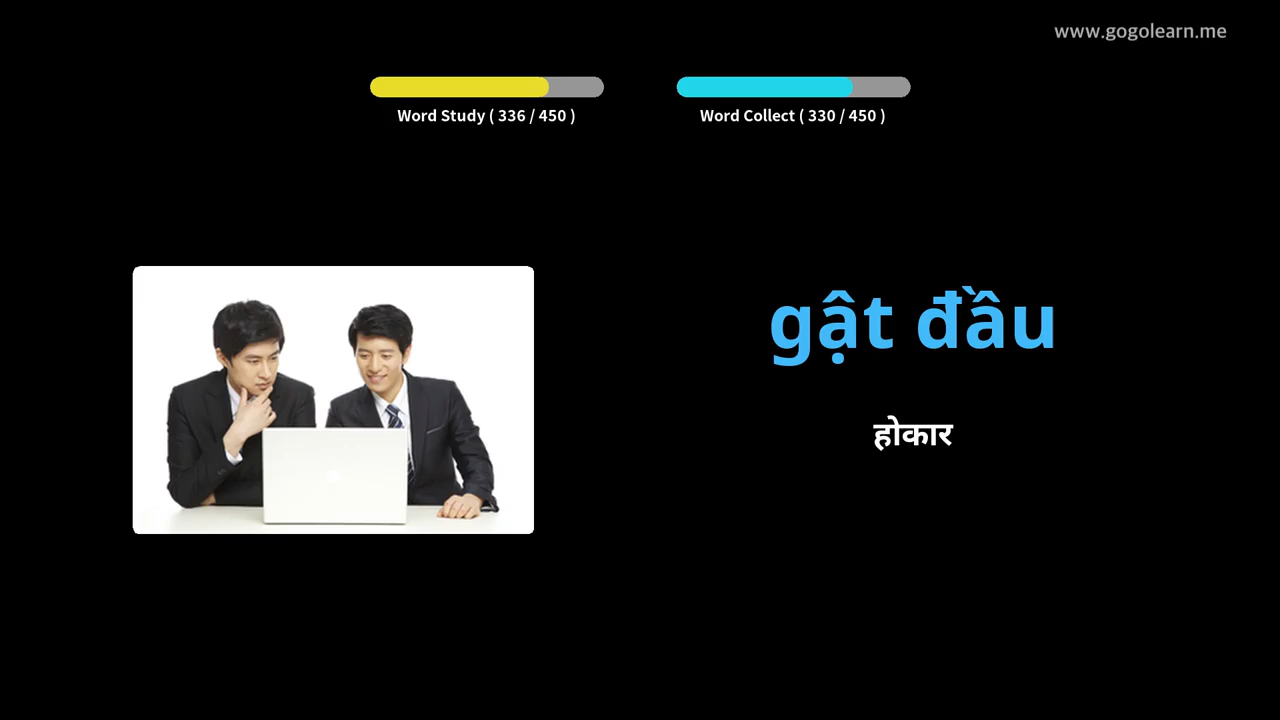 www.gogolearn.me
Word Study ( 336 / 450 )
Word Collect ( 330 / 450 )
gật đầu
होकार